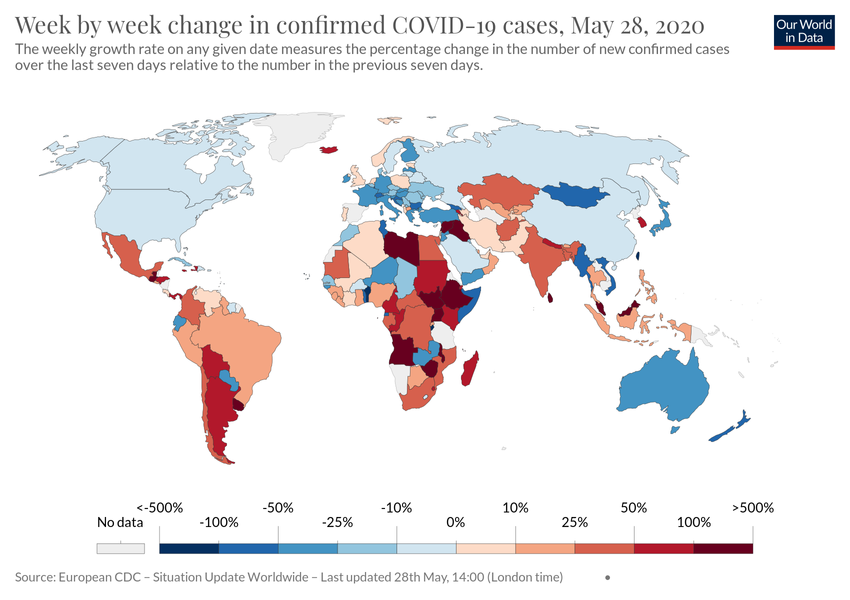 Week by week change in confirmed COVID-19 cases, May 28, 2020
Our World
in Data
The weekly growth rate on any given date measures the percentage change in the number of new confirmed cases
over the last seven days relative to the number in the previous seven days.
<-500% -50% -10% 10% 50% >500%
No data -100% -25% 0% 25% 100%
Source: European CDC – Situation Update Worldwide – Last updated 28th May, 14:00 (London time)